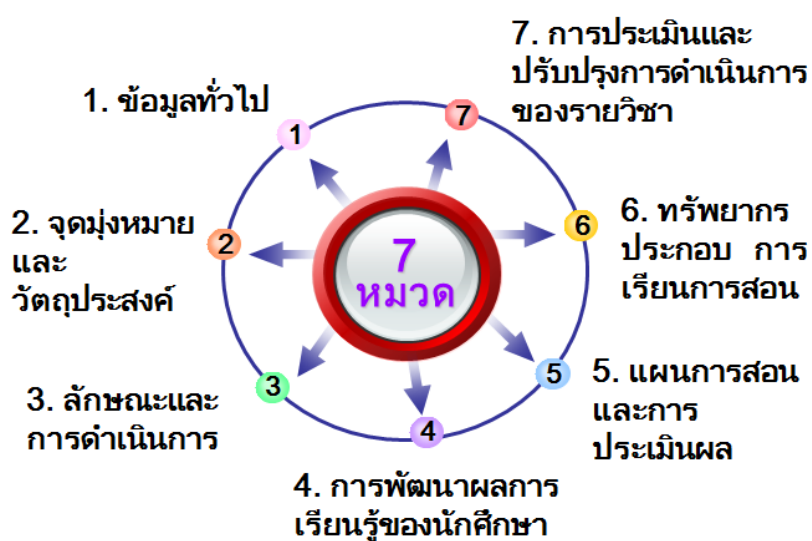 7
หมวด
1. ข้อมูลทั่วไป
1
2. จุดมุ่งหมาย
และ
วัตถุประสงค์
2
3. ลักษณะและ
การดำเนินการ
3
4. การพัฒนาผลการ
เรียนรู้ของนักศึกษา
4
5. แผนการสอน
และการ
ประเมินผล
5
6. ทรัพยากร
ประกอบ การ
เรียนการสอน
6
7. การประเมินและ
ปรับปรุงการดำเนินการ
ของรายวิชา
7